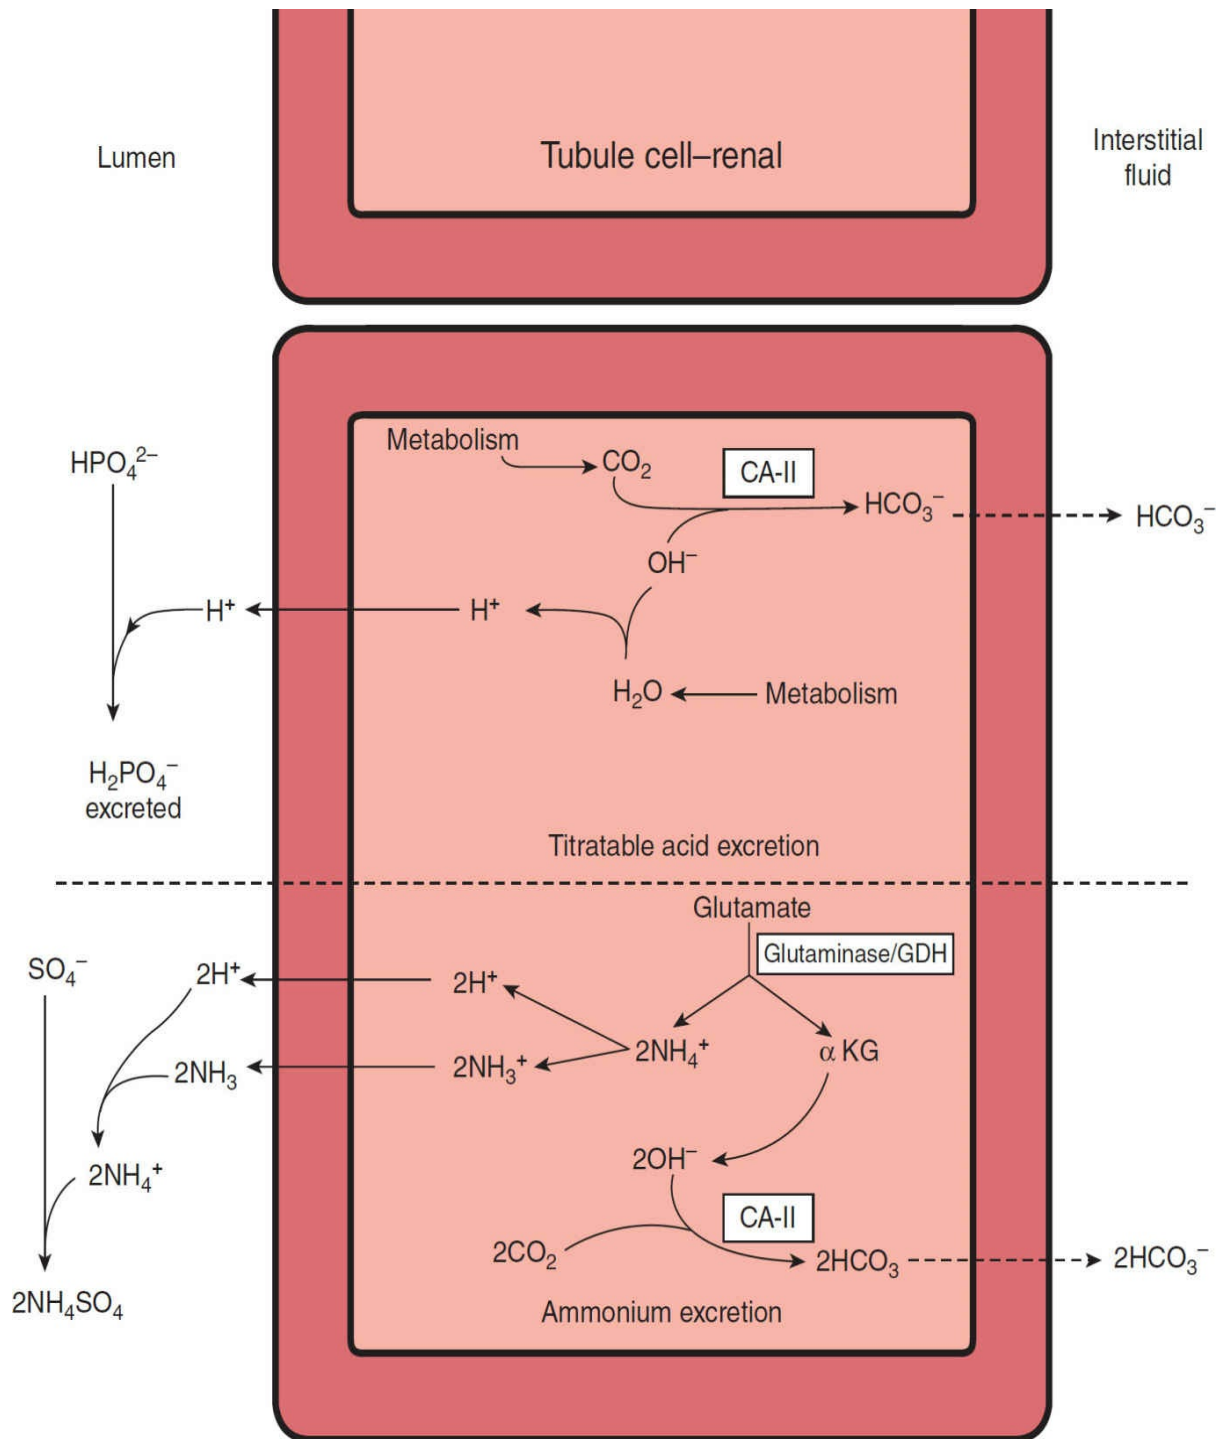 Lumen
Tubule cell–renal
Interstitial
fluid
Metabolism
CO₂
CA-II
HCO₃⁻
HCO₃⁻
HPO₄²⁻
OH⁻
H⁺
H⁺
H₂O
Metabolism
H₂PO₄⁻
excreted
Titratable acid excretion
Glutamate
Glutaminase/GDH
SO₄⁻
2H⁺
2H⁺
2NH₄⁺
α KG
2NH₃
2NH₃⁺
2NH₄⁺
2OH⁻
CA-II
2CO₂
2HCO₃
2HCO₃⁻
2NH₄SO₄
Ammonium excretion